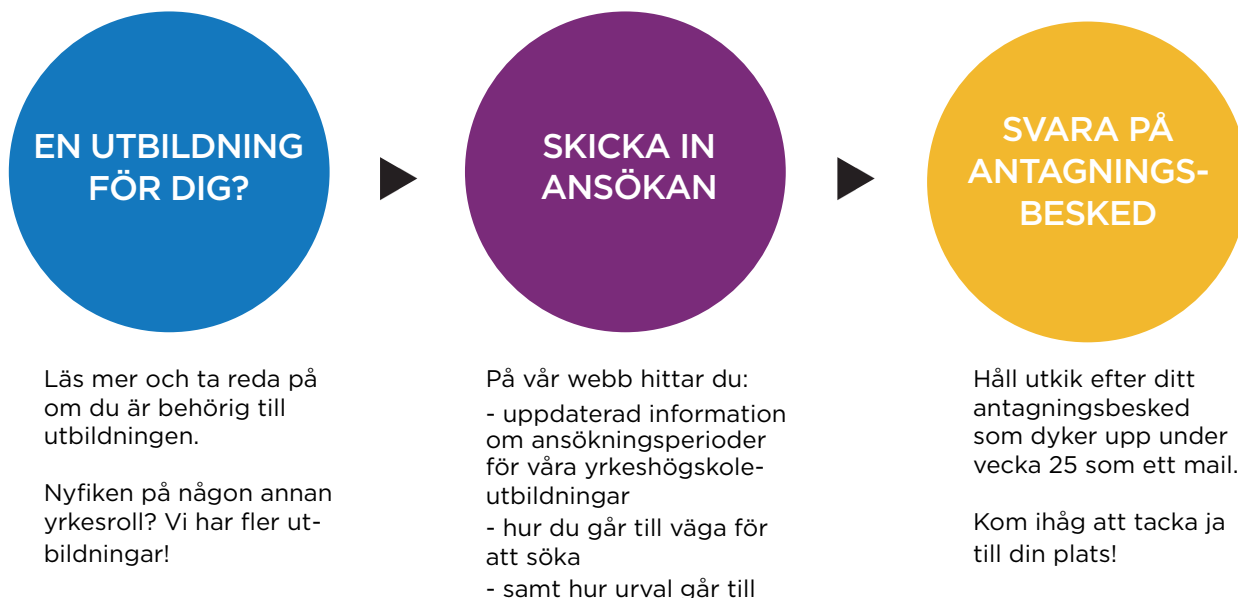 EN UTBILDNING
FÖR DIG?
Läs mer och ta reda på
om du är behörig till
utbildningen.
Nyfiken på någon annan
yrkesroll? Vi har fler ut-
bildningar!
SKICKA IN
ANSÖKAN
På vår webb hittar du:
- uppdaterad information
om ansökningsperioder
för våra yrkeshögskole-
utbildningar
- hur du går till väga för
att söka
- samt hur urval går till
SVARA PÅ
ANTAGNINGS-
BESKED
Håll utkik efter ditt
antagningsbesked
som dyker upp under
vecka 25 som ett mail.
Kom ihåg att tacka ja
till din plats!